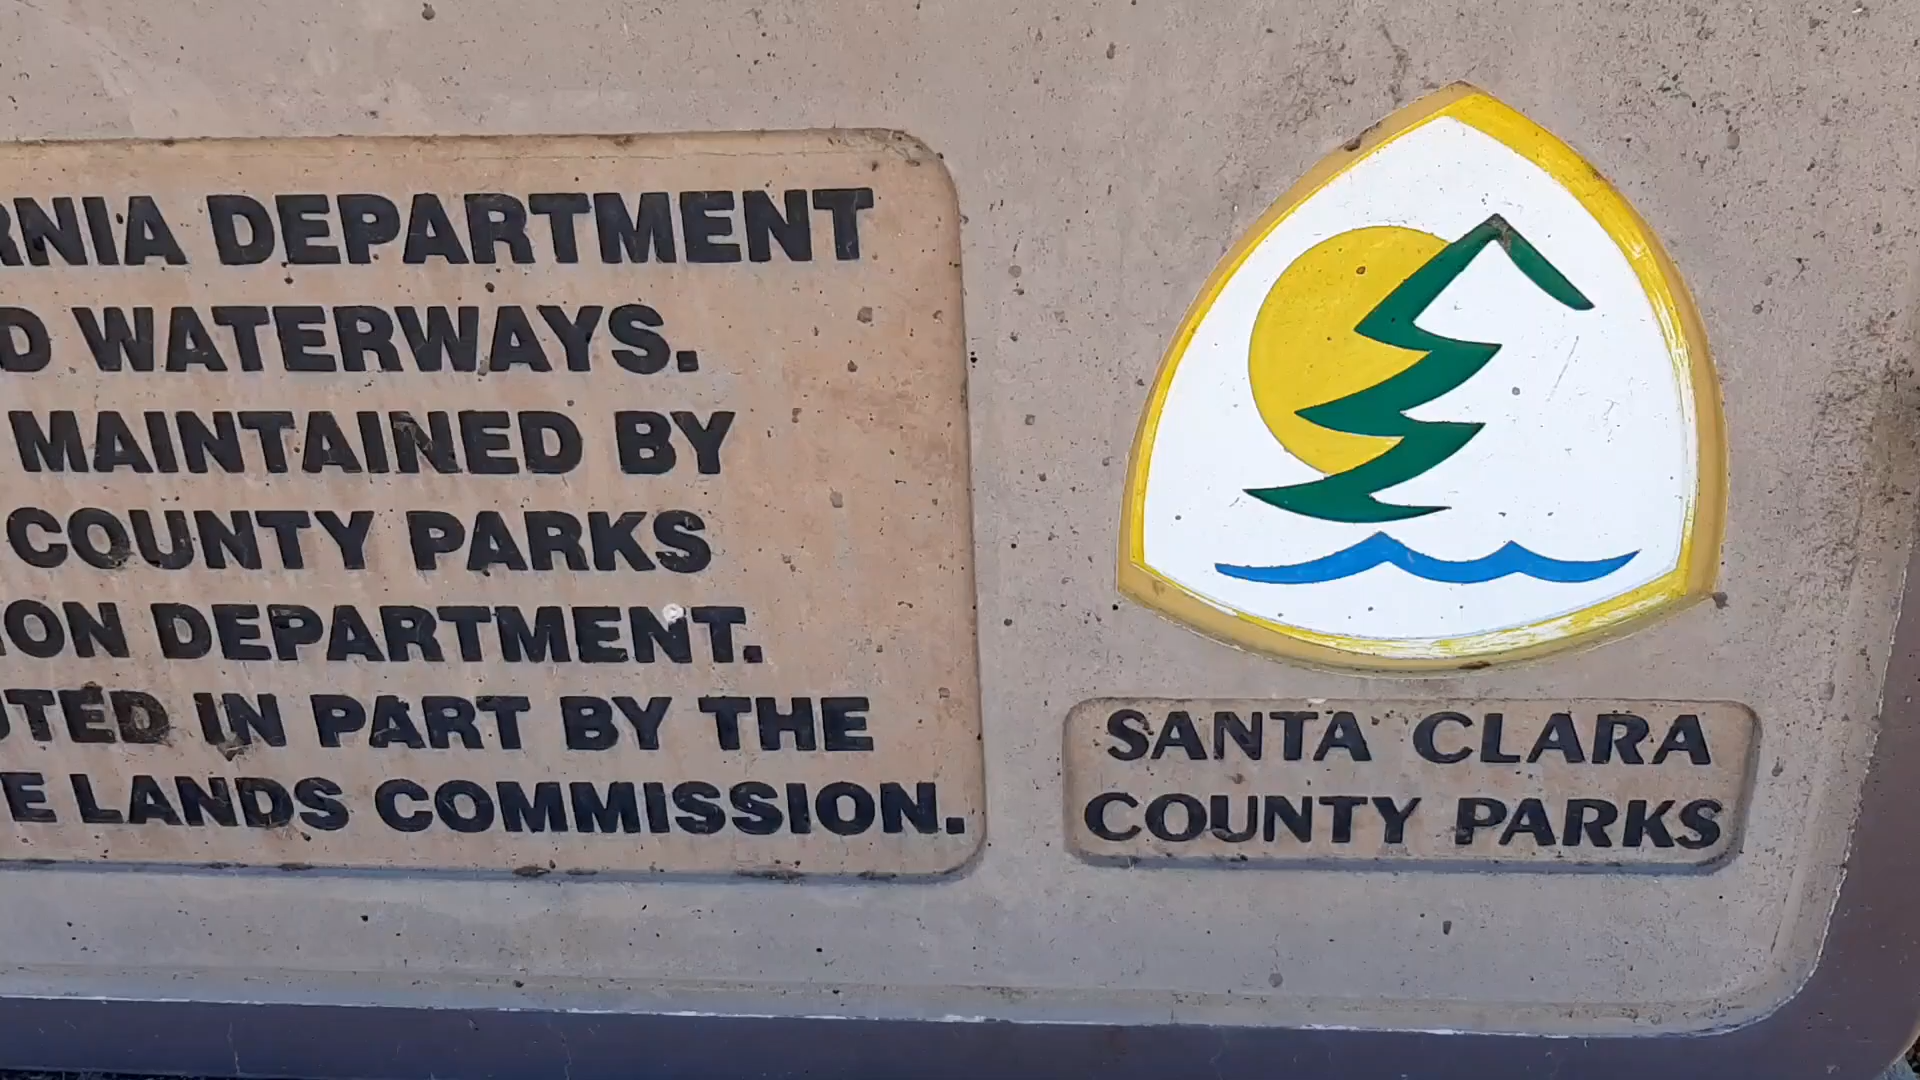 RNIA DEPARTMENT
D WATERWAYS.
MAINTAINED BY
COUNTY PARKS
ION DEPARTMENT.
UTED IN PART BY THE
E LANDS COMMISSION.
SANTA CLARA
COUNTY PARKS